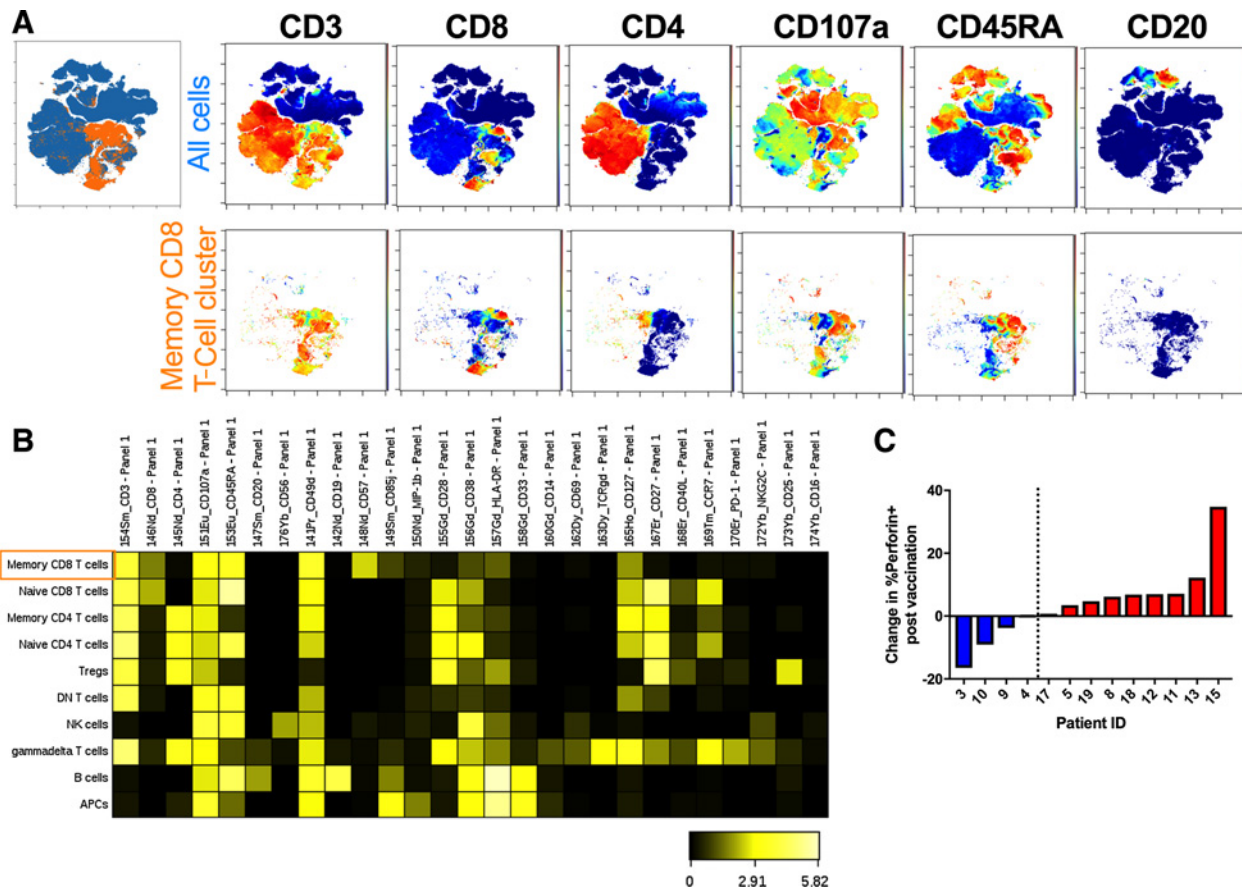 A
CD3
CD8
CD4
CD107a
CD45RA
CD20
All cells
Memory CD8
T-Cell cluster
B
154Sm_CD3 - Panel 1
146Nd_CD8 - Panel 1
145Nd_CD4 - Panel 1
151Eu_CD107a - Panel 1
153Eu_CD45RA - Panel 1
147Sm_CD20 - Panel 1
176Yb_CD56 - Panel 1
141Pr_CD49d - Panel 1
142Nd_CD19 - Panel 1
148Nd_CD57 - Panel 1
149Sm_CD85j - Panel 1
150Nd_MIP-1b - Panel 1
155Gd_CD28 - Panel 1
156Gd_CD38 - Panel 1
157Gd_HLA-DR - Panel 1
158Gd_CD33 - Panel 1
160Gd_CD14 - Panel 1
162Dy_CD69 - Panel 1
163Dy_TCRgd - Panel 1
165Ho_CD127 - Panel 1
167Er_CD27 - Panel 1
168Er_CD40L - Panel 1
165Tm_CCR7 - Panel 1
170Er_PD-1 - Panel 1
172Yb_NKG2C - Panel 1
173Yb_CD25 - Panel 1
174Yb_CD16 - Panel 1
Memory CD8 T cells
Naive CD8 T cells
Memory CD4 T cells
Naive CD4 T cells
Tregs
DN T cells
NK cells
gammadelta T cells
B cells
APCs
0 2.91 5.82
C
Change in %Perforin+
post vaccination
40
20
0
-20
3 10 9 4 17 5 19 8 18 12 11 13 15
Patient ID